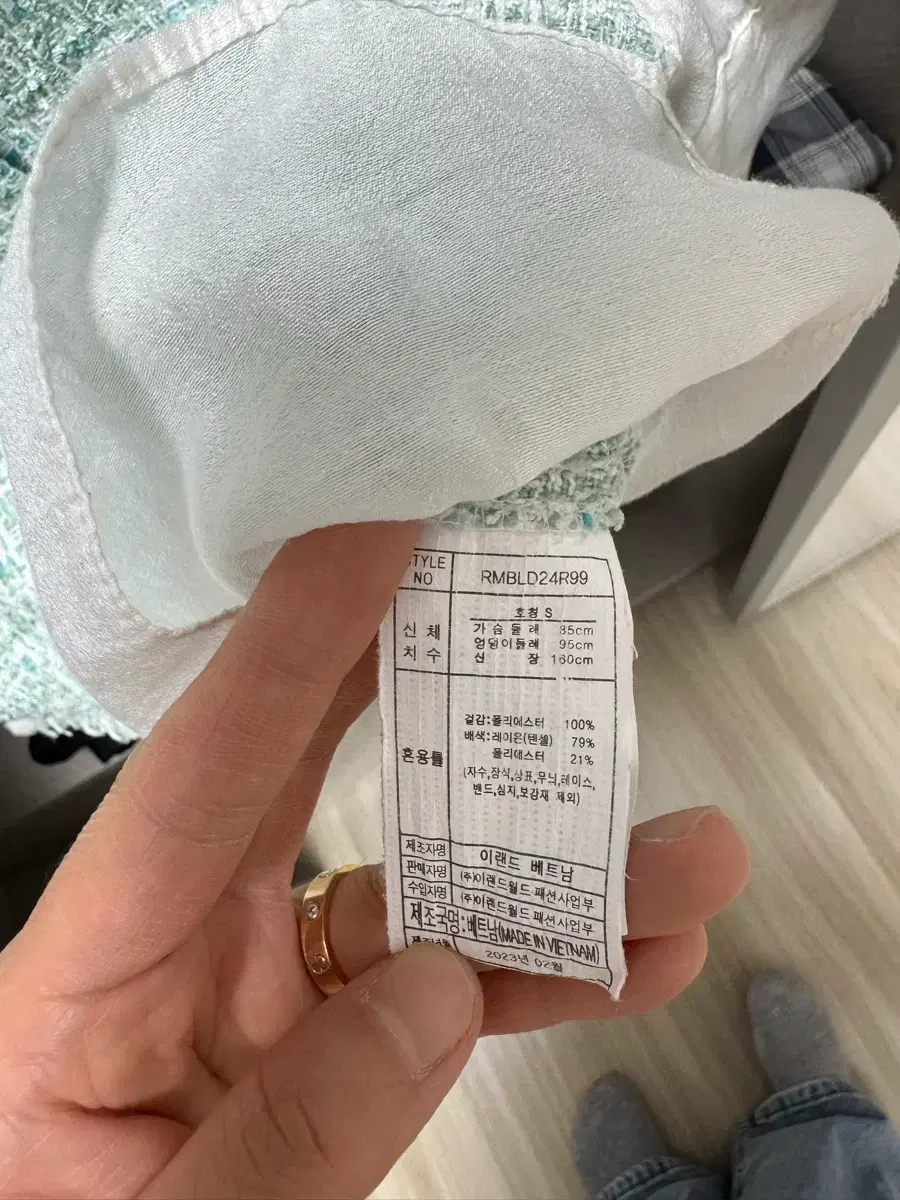 STYLE NO RMBLD24R99
호칭 S
신체 치수
가슴둘레 85cm
엉덩이둘레 95cm
신장 160cm
혼용률
겉감:폴리에스터 100%
배색:레이온(텐셀) 79%
폴리에스터 21%
(자수,장식,상표,무늬,레이스,
밴드,심지,보강재 제외)
제조자명 이랜드 베트남
판매자명 (주)이랜드월드 패션사업부
수입자명 (주)이랜드월드 패션사업부
제조국명:베트남(MADE IN VIETNAM)
제조년월 2023년 02월